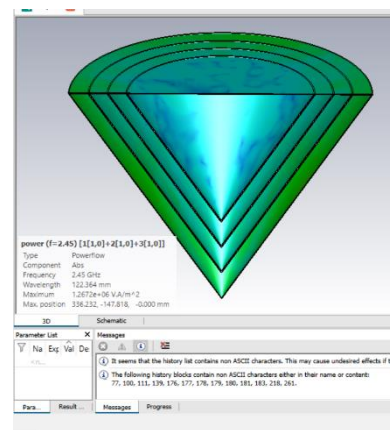 power (f=2.45) [1[1,0]+2[1,0]+3[1,0]]
Type Powerflow
Component Abs
Frequency 2.45 GHz
Wavelength 122.364 mm
Maximum 1.2672e+06 V.A/m^2
Max. position 336.232, -147.818, -0.000 mm
3D Schematic
Parameter List X Messages
Na Exp Val De
It seems that the history list contains non ASCII characters. This may cause undesired effects if t
The following history blocks contain non ASCII characters either in their name or content:
77, 100, 111, 139, 176, 177, 178, 179, 180, 181, 183, 218, 261.
Para... Result ... Messages Progress